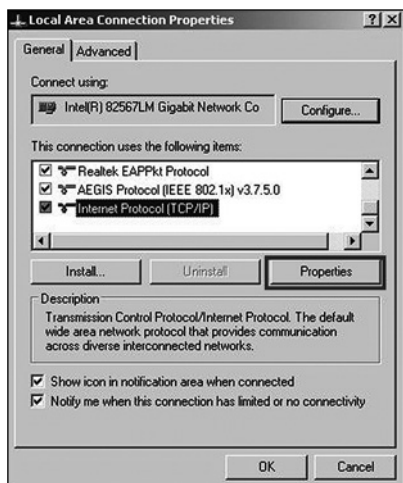 Local Area Connection Properties
General Advanced
Connect using:
Intel(R) 82567LM Gigabit Network Co Configure...
This connection uses the following items:
Realtek EAPPkt Protocol
AEGIS Protocol (IEEE 802.1x) v3.7.5.0
Internet Protocol (TCP/IP)
Install... Uninstall Properties
Description
Transmission Control Protocol/Internet Protocol. The default
wide area network protocol that provides communication
across diverse interconnected networks.
Show icon in notification area when connected
Notify me when this connection has limited or no connectivity
OK Cancel